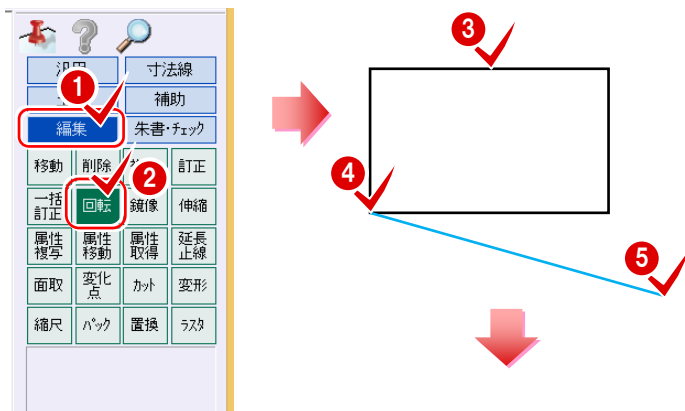 寸法線
補助
編集 朱書・チェック
1
移動 削除 訂正
2
一括訂正 回転 鏡像 伸縮
属性複写 属性移動 属性取得 延長止線
面取 変化点 カット 変形
縮尺 パック 置換 ラスタ
3
4
5